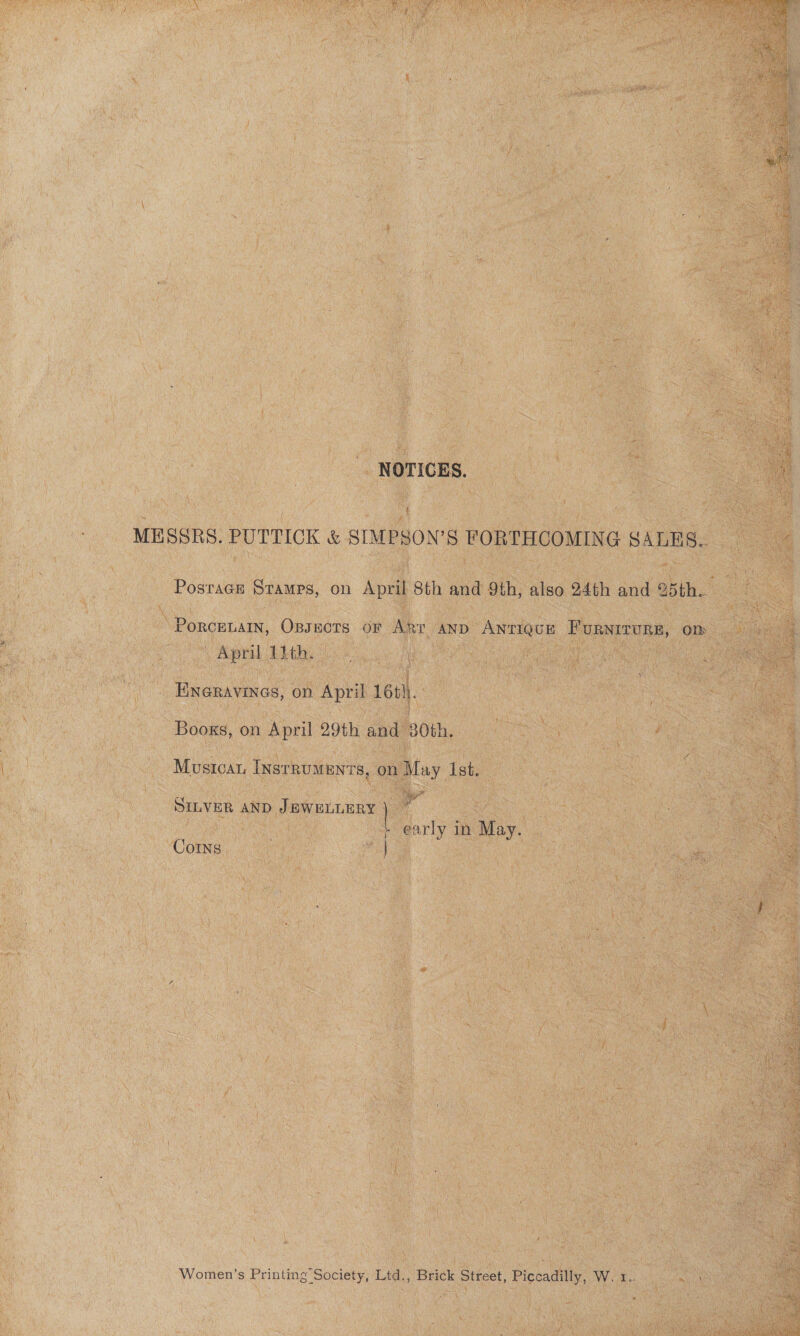 NOTICES.
MESSRS. PUTTICK & SIMPSON'S FORTHCOMING SALES.
POSTAGE STAMPS, on April 8th and 9th, also 24th and 25th.
PORCELAIN, OBJECTS OF ART AND ANTIQUE FURNITURE, on
April 11th.
ENGRAVINGS, on April 16th.
BOOKS, on April 29th and 30th.
MUSICAL INSTRUMENTS, on May 1st.
SILVER AND JEWELLERY }
early in May.
COINS
Women's Printing Society, Ltd., Brick Street, Piccadilly, W. 1.